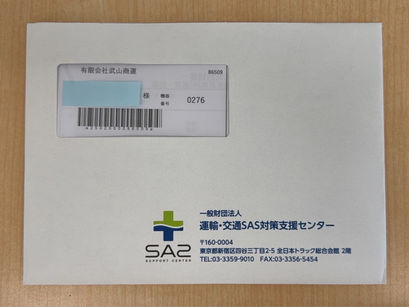 有限会社武山商運
86509
様 機器番号 0276
一般財団法人
運輸・交通SAS対策支援センター
SAS
SUPPORT CENTER
〒160-0004
東京都新宿区四谷三丁目2-5 全日本トラック総合会館 2階
TEL:03-3359-9010 FAX:03-3356-5454